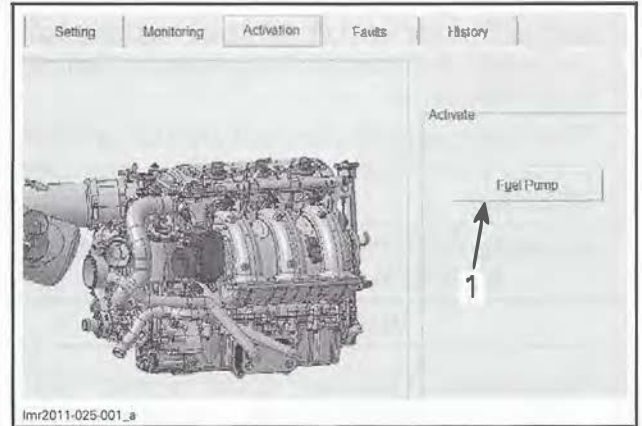 Setting Monitoring Activation Faults History
Activate
Fuel Pump
1
lmr2011-025-001_a